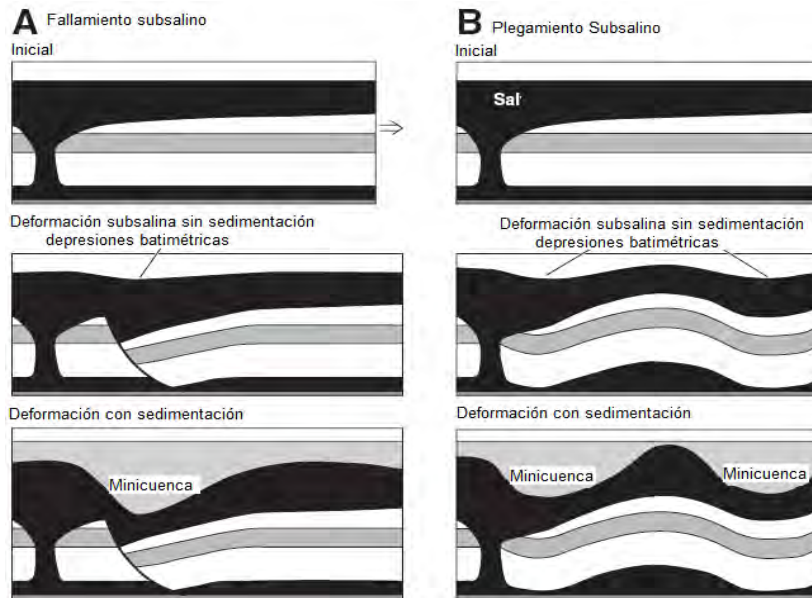 A Fallamiento subsalino
Inicial
Deformación subsalina sin sedimentación
depresiones batimétricas
Deformación con sedimentación
Minicuenca
B Plegamiento Subsalino
Inicial
Sal
Deformación subsalina sin sedimentación
depresiones batimétricas
Deformación con sedimentación
Minicuenca
Minicuenca